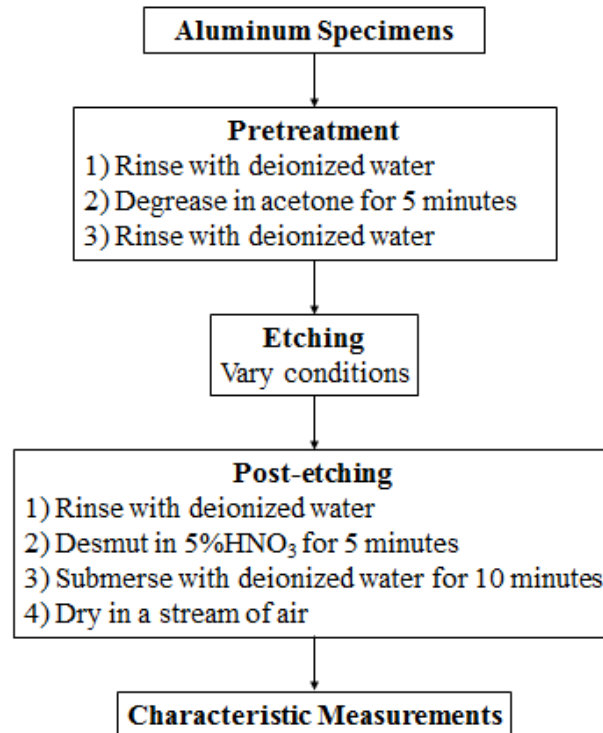 Aluminum Specimens
Pretreatment
1) Rinse with deionized water
2) Degrease in acetone for 5 minutes
3) Rinse with deionized water
Etching
Vary conditions
Post-etching
1) Rinse with deionized water
2) Desmut in 5%HNO₃ for 5 minutes
3) Submerse with deionized water for 10 minutes
4) Dry in a stream of air
Characteristic Measurements